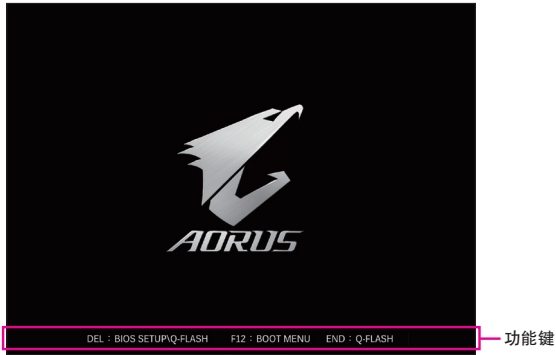 AORUS
DEL：BIOS SETUP\Q-FLASH F12：BOOT MENU END：Q-FLASH
功能键